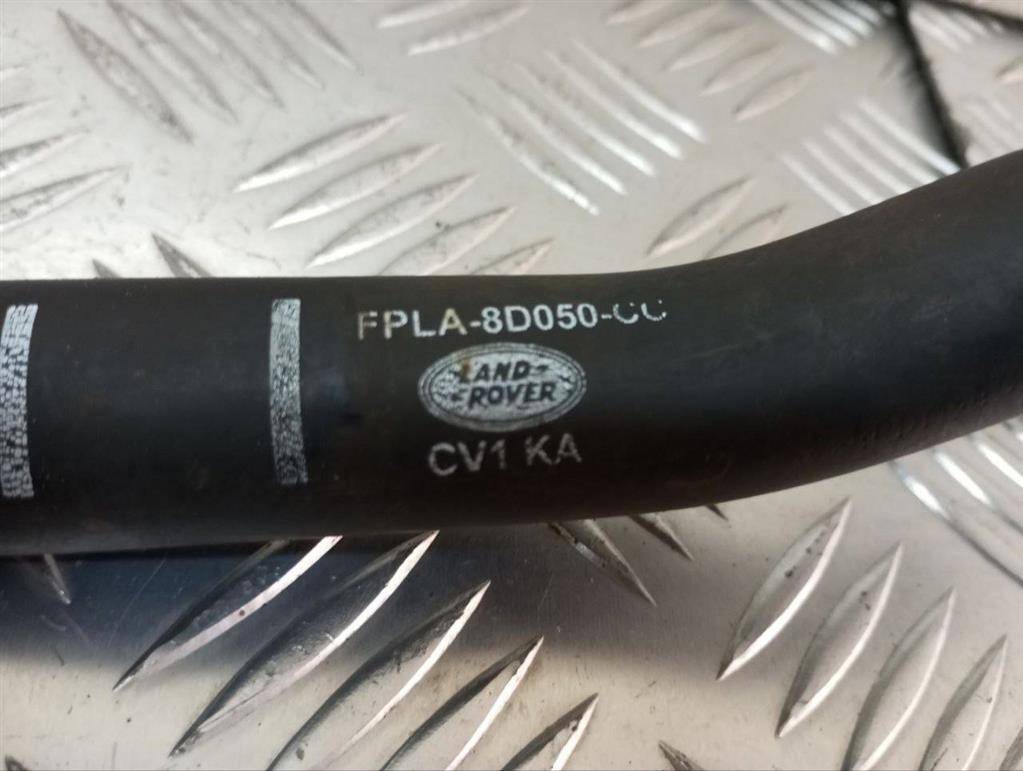 FPLA-8D050-CC
LAND-
ROVER
CV1 KA